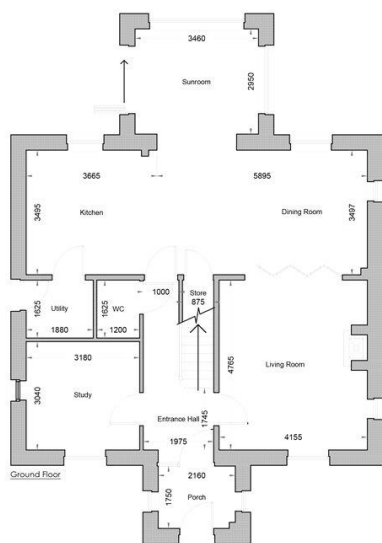 3460
Sunroom
2950
3665
5895
3495
Kitchen
Dining Room
3497
1000
Store
875
1625
Utility
1625
WC
1880
1200
3180
4765
3040
Study
Living Room
Entrance Hall
1745
1975
4155
Ground Floor
2160
1750
Porch